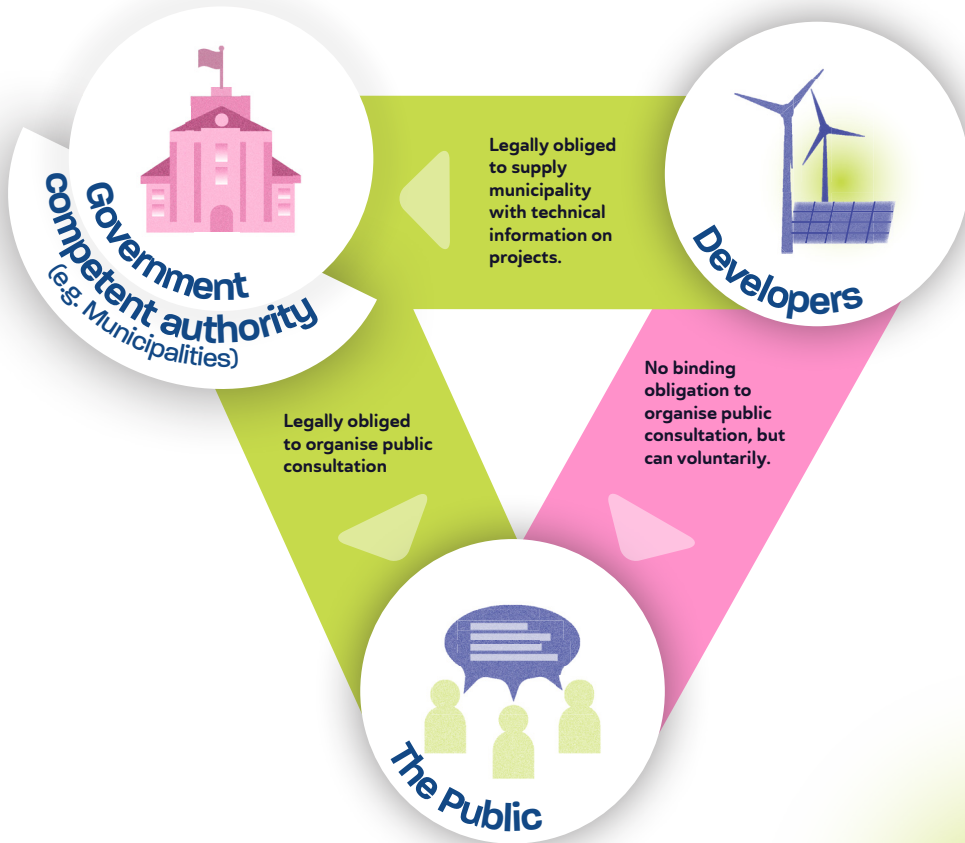 Government
competent authority
(e.g. Municipalities)
Legally obliged
to supply
municipality
with technical
information on
projects.
Developers
Legally obliged
to organise public
consultation
No binding
obligation to
organise public
consultation, but
can voluntarily.
The Public